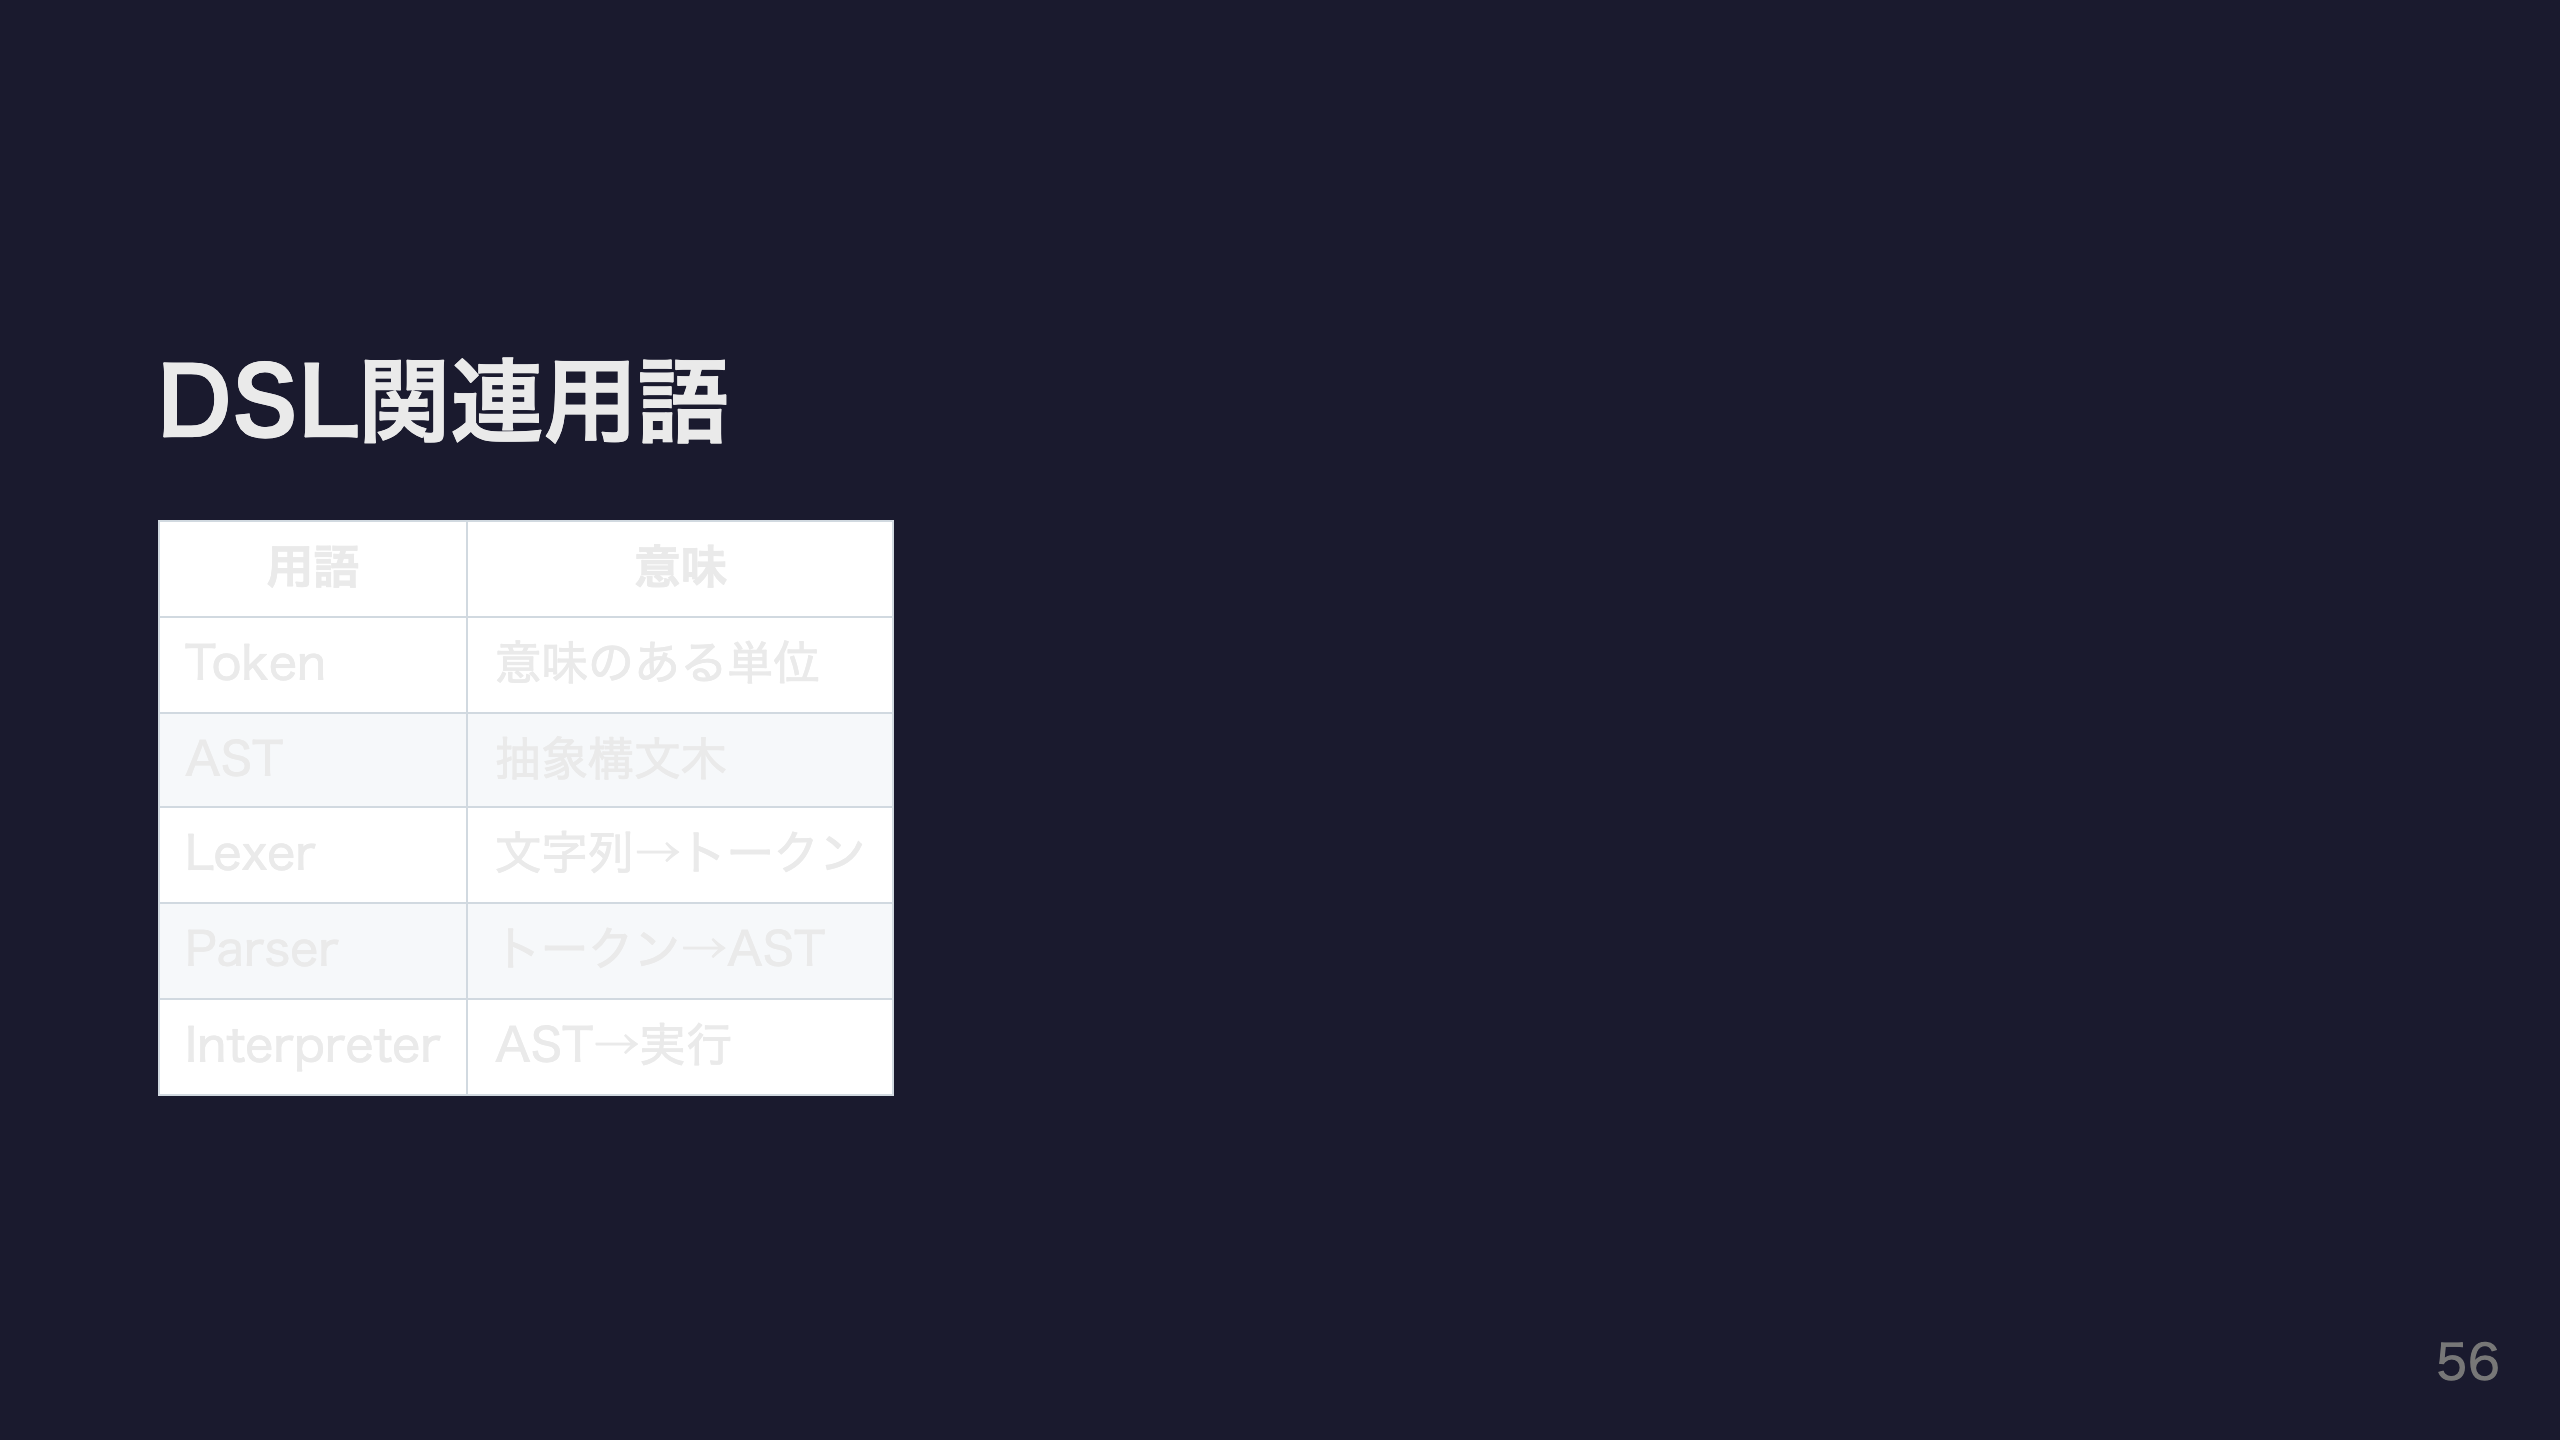 DSL関連用語
用語 意味
Token 意味のある単位
AST 抽象構文木
Lexer 文字列→トークン
Parser トークン→AST
Interpreter AST→実行
56